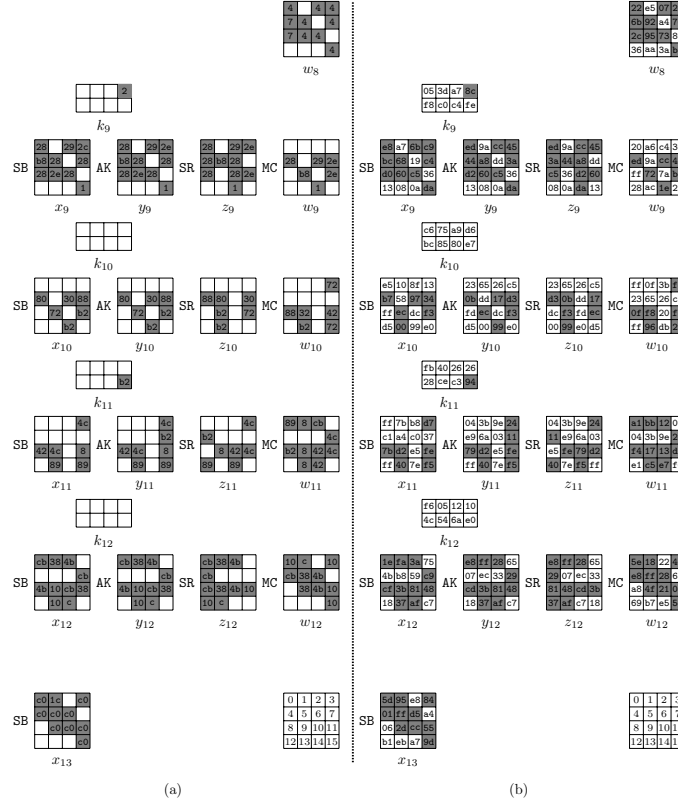 4 4 4
7 4 4
7 4 4
4
w8
2
k9
SB AK SR MC
28 29 2c
b8 28 28
28 2e 28
1
x9
28 29 2e
b8 28 28
28 28
1
y9
28 29 2e
28 b8 28
28 28 2e
1
z9
28 29 2e
b8
1
w9
k10
SB AK SR MC
80 30 88
72 b2
b2
x10
80 30 88
72 b2
b2
y10
88 80 30
b2 72
b2
z10
72
88 32 42
b2 72
w10
b2
k11
SB AK SR MC
4c
42 4c 8
89 89
x11
4c
b2
42 4c 8
89 89
y11
4c
b2
8 42 4c
89 89
z11
89 8 cb
4c
b2 8 42 4c
8 42
w11
k12
SB AK SR MC
cb 38 4b
cb
4b 10 cb 38
10 c
x12
cb 38 4b
cb
4b 10 cb 38
10 c
y12
cb 38 4b
cb
cb 38 4b 10
10 c
z12
10 c 10
cb 38 4b
38 4b 10
10
w12
SB
c0 1c c0
c0 c0 c0
c0 c0 c0
c0
x13
0 1 2 3
4 5 6 7
8 9 10 11
12 13 14 15
(a)
22 e5 07 2
6b 92 a4 7
2c 95 73 8
36 aa 3a b
w8
05 3d a7 8c
f8 c0 c4 fe
k9
SB AK SR MC
e8 a7 6b c9
bc 68 19 c4
d0 60 c5 36
13 08 0a da
x9
ed 9a cc 45
44 a8 dd 3a
d2 60 c5 36
13 08 0a da
y9
ed 9a cc 45
3a 44 a8 dd
c5 36 d2 60
08 0a da 13
z9
20 a6 c4 3
ed 9a cc 4
ff 72 7a b
28 ac 1e 2
w9
c6 75 a9 d6
bc 85 80 e7
k10
SB AK SR MC
e5 10 8f 13
b7 58 97 34
ff ec dc f3
d5 00 99 e0
x10
23 65 26 c5
0b dd 17 d3
fd ec dc f3
d5 00 99 e0
y10
23 65 26 c5
d3 0b dd 17
dc f3 fd ec
00 99 e0 d5
z10
ff 0f 3b f
23 65 26 c
0f f8 20 f
ff 96 db 2
w10
fb 40 26 26
28 ce c3 94
k11
SB AK SR MC
ff 7b b8 d7
c1 a4 c0 37
7b d2 e5 fe
ff 40 7e f5
x11
04 3b 9e 24
e9 6a 03 11
79 d2 e5 fe
ff 40 7e f5
y11
04 3b 9e 24
11 e9 6a 03
e5 fe 79 d2
40 7e f5 ff
z11
a1 bb 12 0
04 3b 9e 2
f4 17 13 d
e1 c5 e7 f
w11
f6 05 12 10
4c 54 6a e0
k12
SB AK SR MC
1e fa 3a 75
4b b8 59 c9
cf 3b 81 48
18 37 af c7
x12
e8 ff 28 65
07 ec 33 29
cd 3b 81 48
18 37 af c7
y12
e8 ff 28 65
29 07 ec 33
81 48 cd 3b
37 af c7 18
z12
5e 18 22 4
e8 ff 28 6
a8 4f 21 0
69 b7 e5 5
w12
SB
5d 95 e8 84
01 ff d5 a4
06 2d cc 55
b1 eb a7 9d
x13
0 1 2 3
4 5 6 7
8 9 10 1
12 13 14 1
(b)